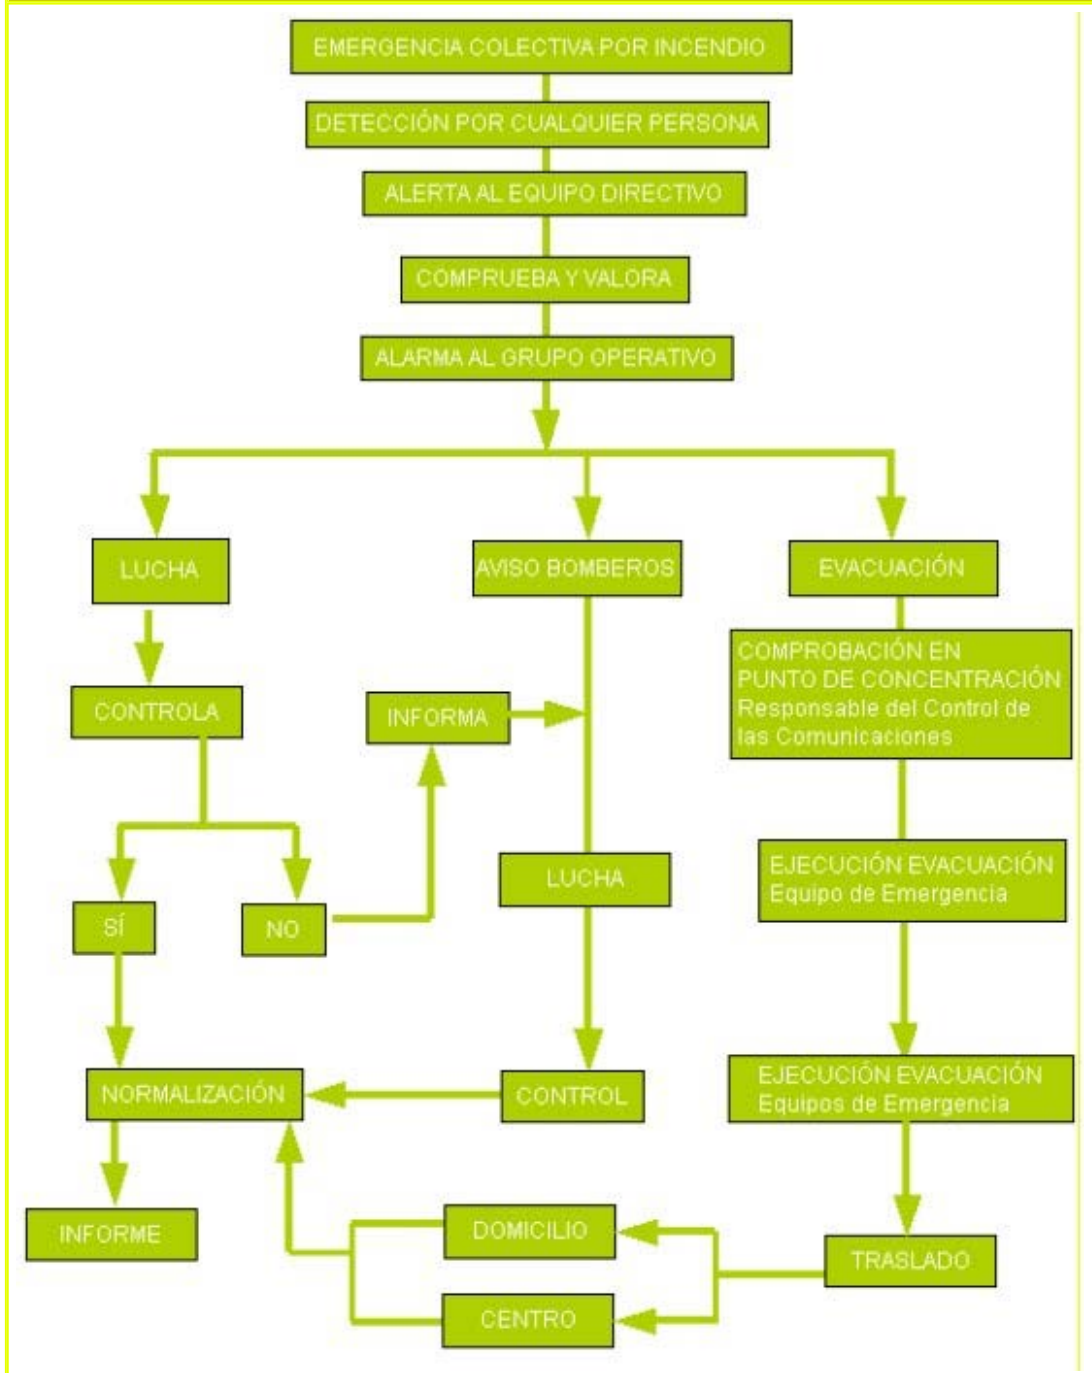 EMERGENCIA COLECTIVA POR INCENDIO
DETECCIÓN POR CUALQUIER PERSONA
ALERTA AL EQUIPO DIRECTIVO
COMPRUEBA Y VALORA
ALARMA AL GRUPO OPERATIVO
LUCHA
AVISO BOMBEROS
EVACUACIÓN
COMPROBACIÓN EN
PUNTO DE CONCENTRACIÓN
Responsable del Control de
las Comunicaciones
CONTROLA
INFORMA
LUCHA
EJECUCIÓN EVACUACIÓN
Equipo de Emergencia
SÍ
NO
NORMALIZACIÓN
CONTROL
EJECUCIÓN EVACUACIÓN
Equipos de Emergencia
INFORME
DOMICILIO
TRASLADO
CENTRO